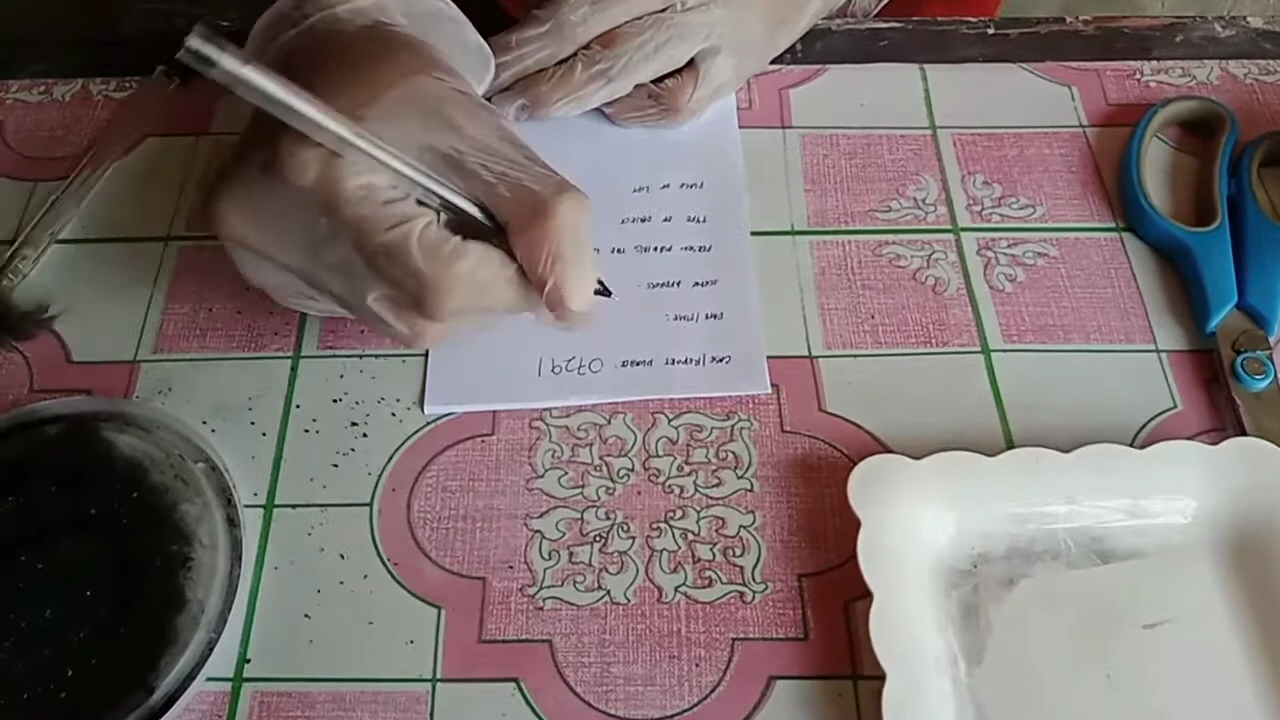 CASE/REPORT NUMBER: 07291
DATE/TIME:
SCENE ADDRESS:
PERSON MAKING THE
TYPE OF OBJECT
PLACE OF LIFT